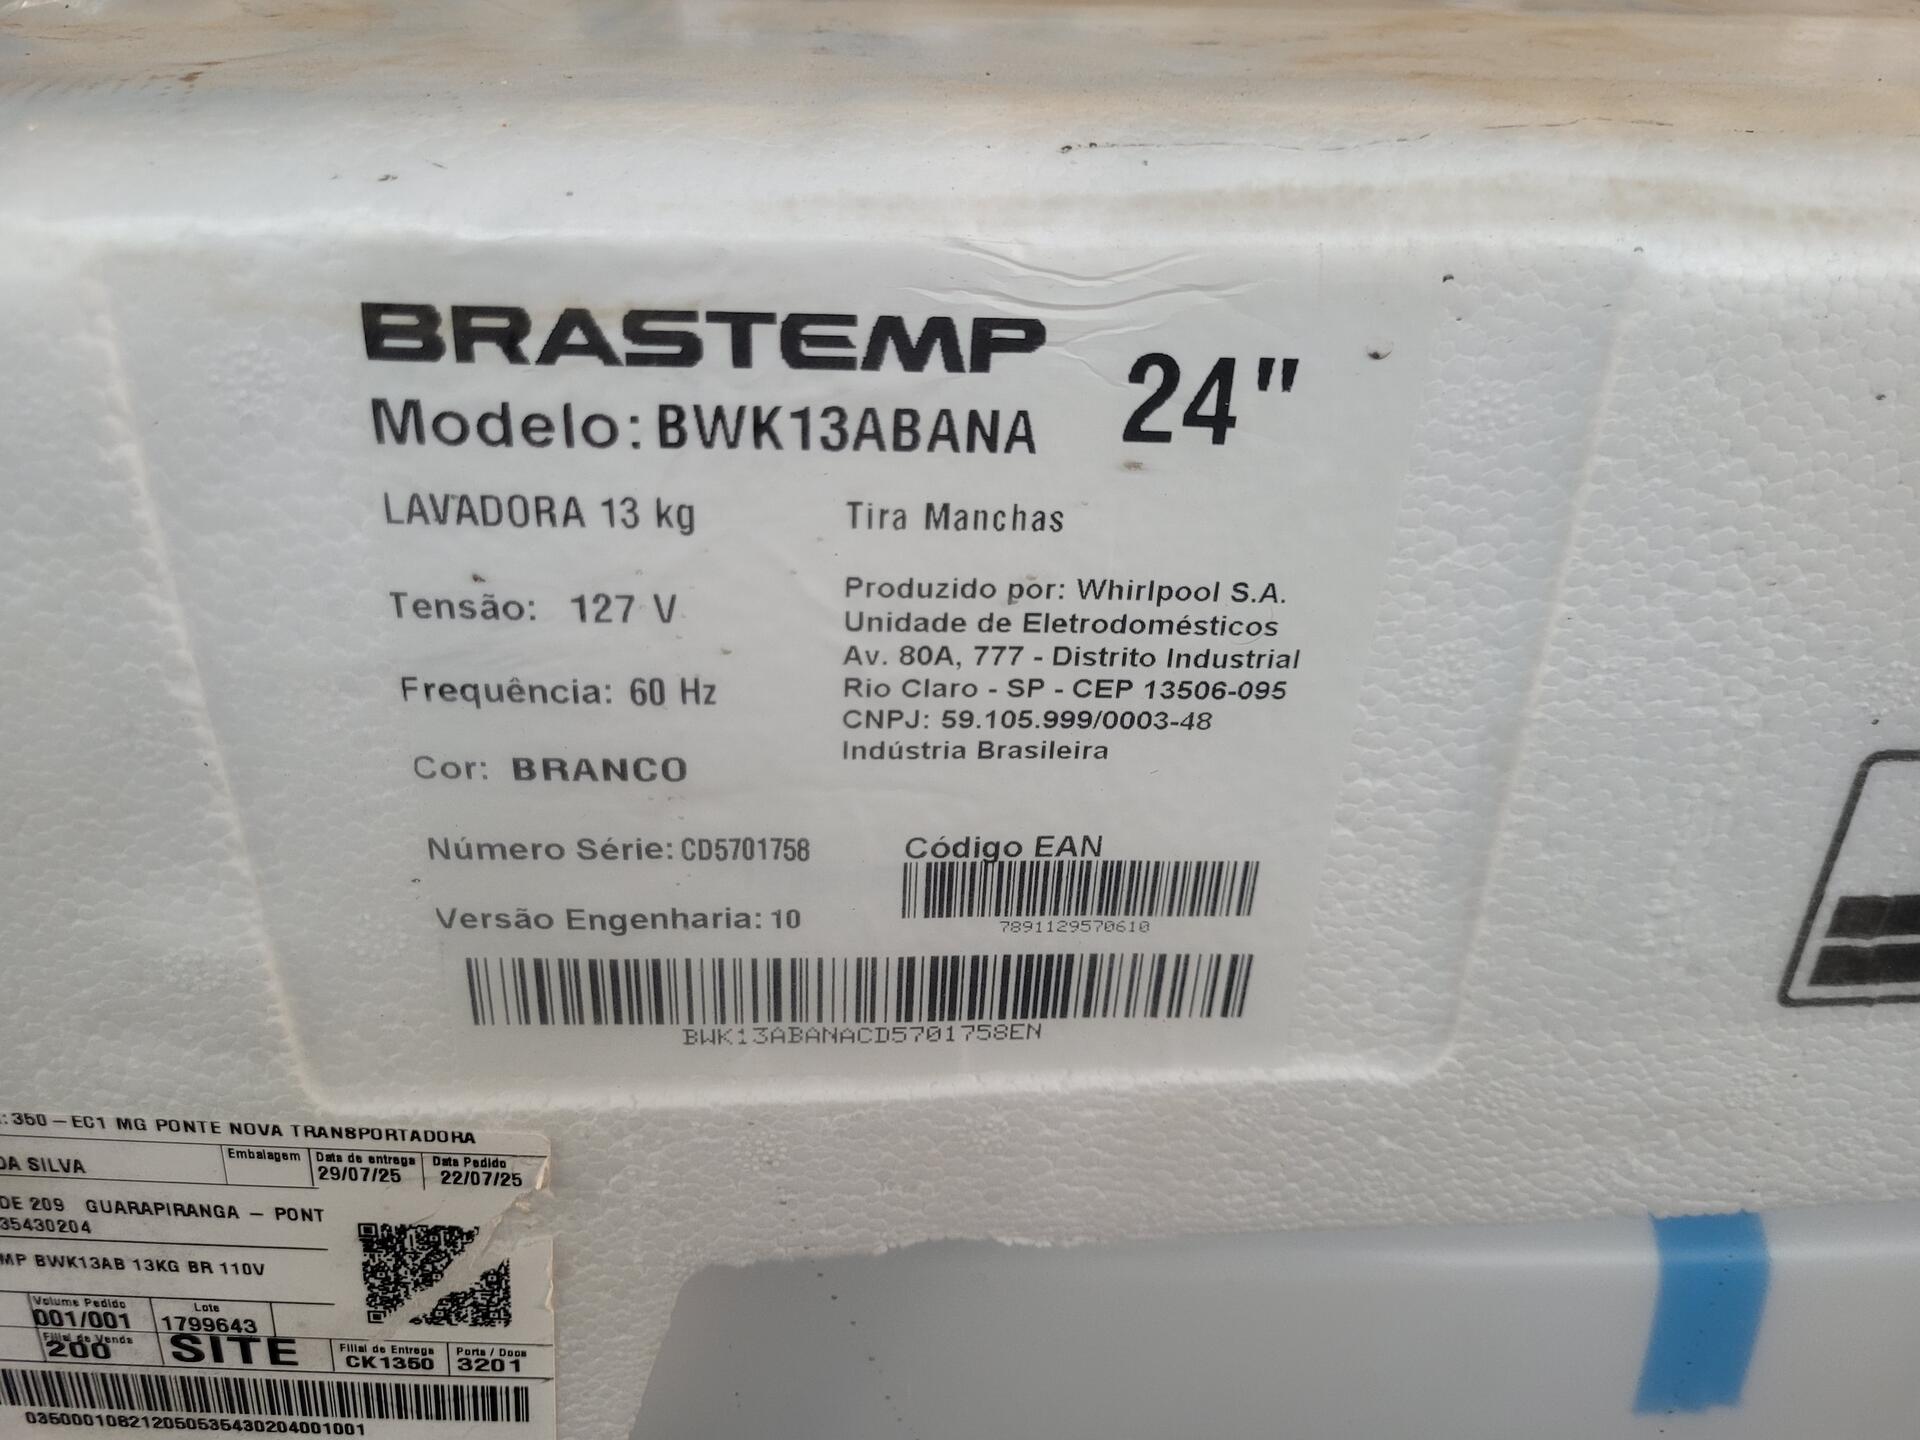 BRASTEMP
24"
Modelo: BWK13ABANA
LAVADORA 13 kg
Tira Manchas
Tensão: 127 V
Frequência: 60 Hz
Cor: BRANCO
Produzido por: Whirlpool S.A.
Unidade de Eletrodomésticos
Av. 80A, 777 - Distrito Industrial
Rio Claro - SP - CEP 13506-095
CNPJ: 59.105.999/0003-48
Indústria Brasileira
Número Série: CD5701758
Versão Engenharia: 10
Código EAN
7891129570610
BWK13ABANACD5701758EN
: 350 - EC1 MG PONTE NOVA TRANSPORTADORA
DA SILVA
Embalagem
Data de entrega
29/07/25
Data Pedido
22/07/25
DE 209 GUARAPIRANGA - PONT
35430204
MP BWK13AB 13KG BR 110V
Volume Pedido
001/001
Lote
1799643
Filial de Venda
200
SITE
Filial de Entrega
CK1350
Porta / Doca
3201
035000108212050535430204001001